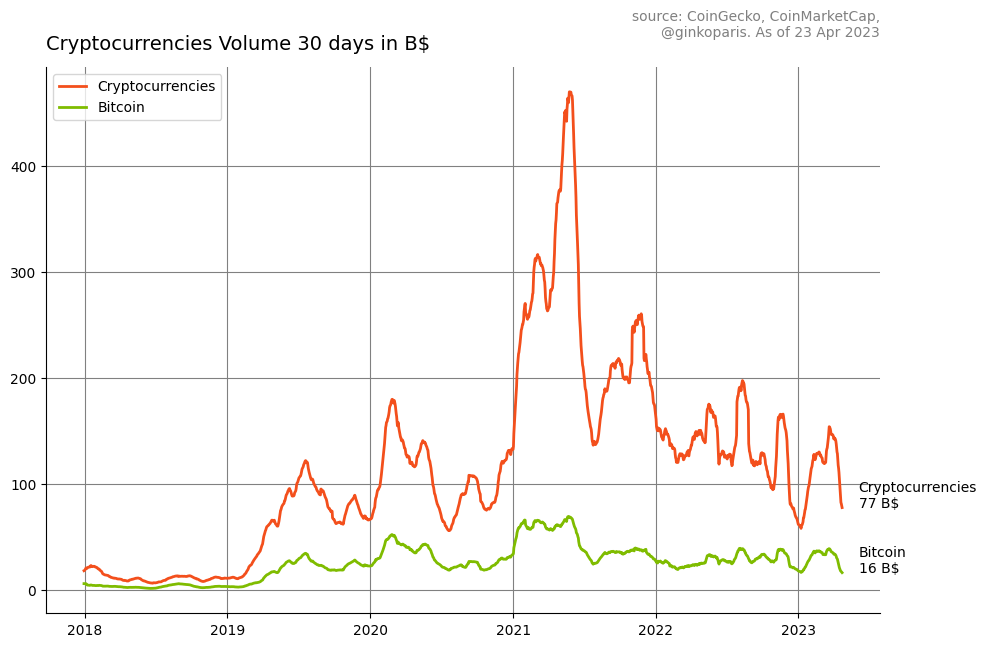 source: CoinGecko, CoinMarketCap,
@ginkoparis. As of 23 Apr 2023
Cryptocurrencies Volume 30 days in B$
Cryptocurrencies
Bitcoin
400
300
200
100
0
Cryptocurrencies
77 B$
Bitcoin
16 B$
2018
2019
2020
2021
2022
2023